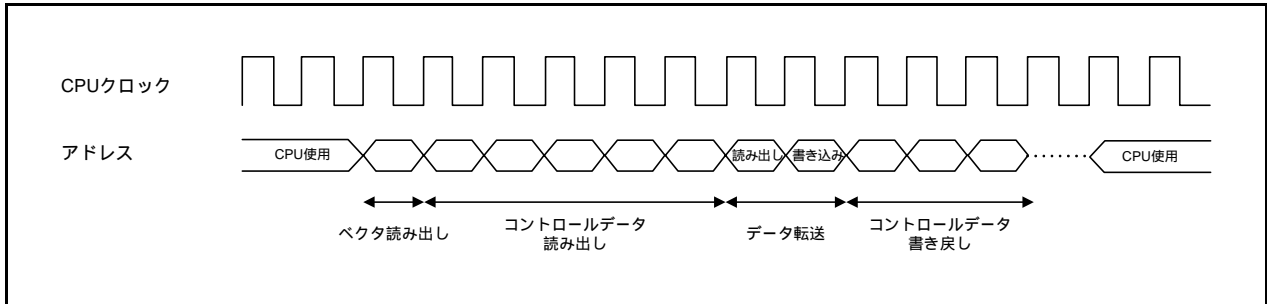 CPUクロック
アドレス
CPU使用
読み出し
書き込み
CPU使用
ベクタ読み出し
コントロールデータ
読み出し
データ転送
コントロールデータ
書き戻し